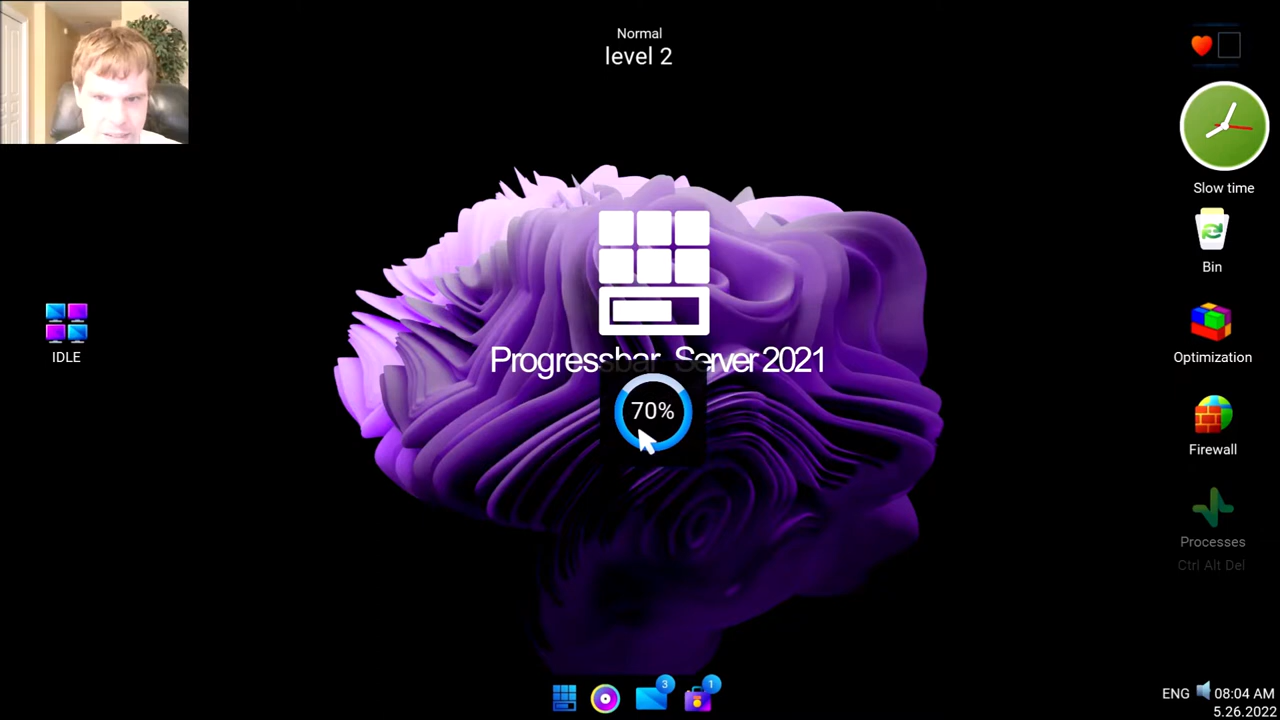 Normal
level 2
Slow time
Bin
IDLE
Optimization
Progressbar Server 2021
70%
Firewall
Processes
Ctrl Alt Del
3
1
ENG 08:04 AM
5.26.2022